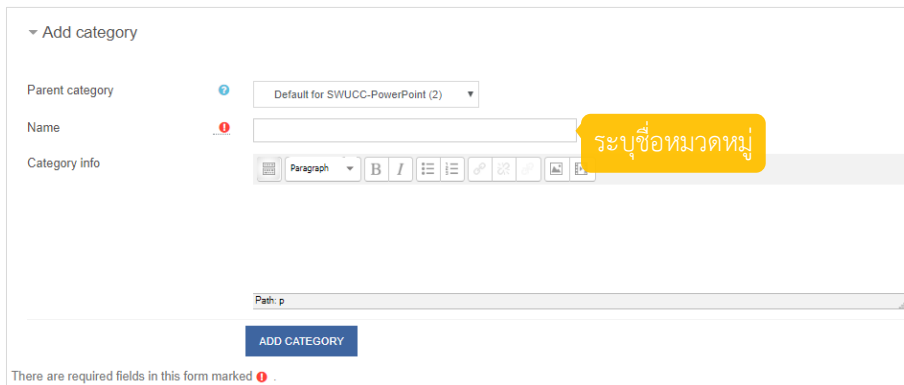 Add category
Parent category
Default for SWUCC-PowerPoint (2)
Name
ระบุชื่อหมวดหมู่
Category info
Paragraph B I
Path: p
ADD CATEGORY
There are required fields in this form marked .